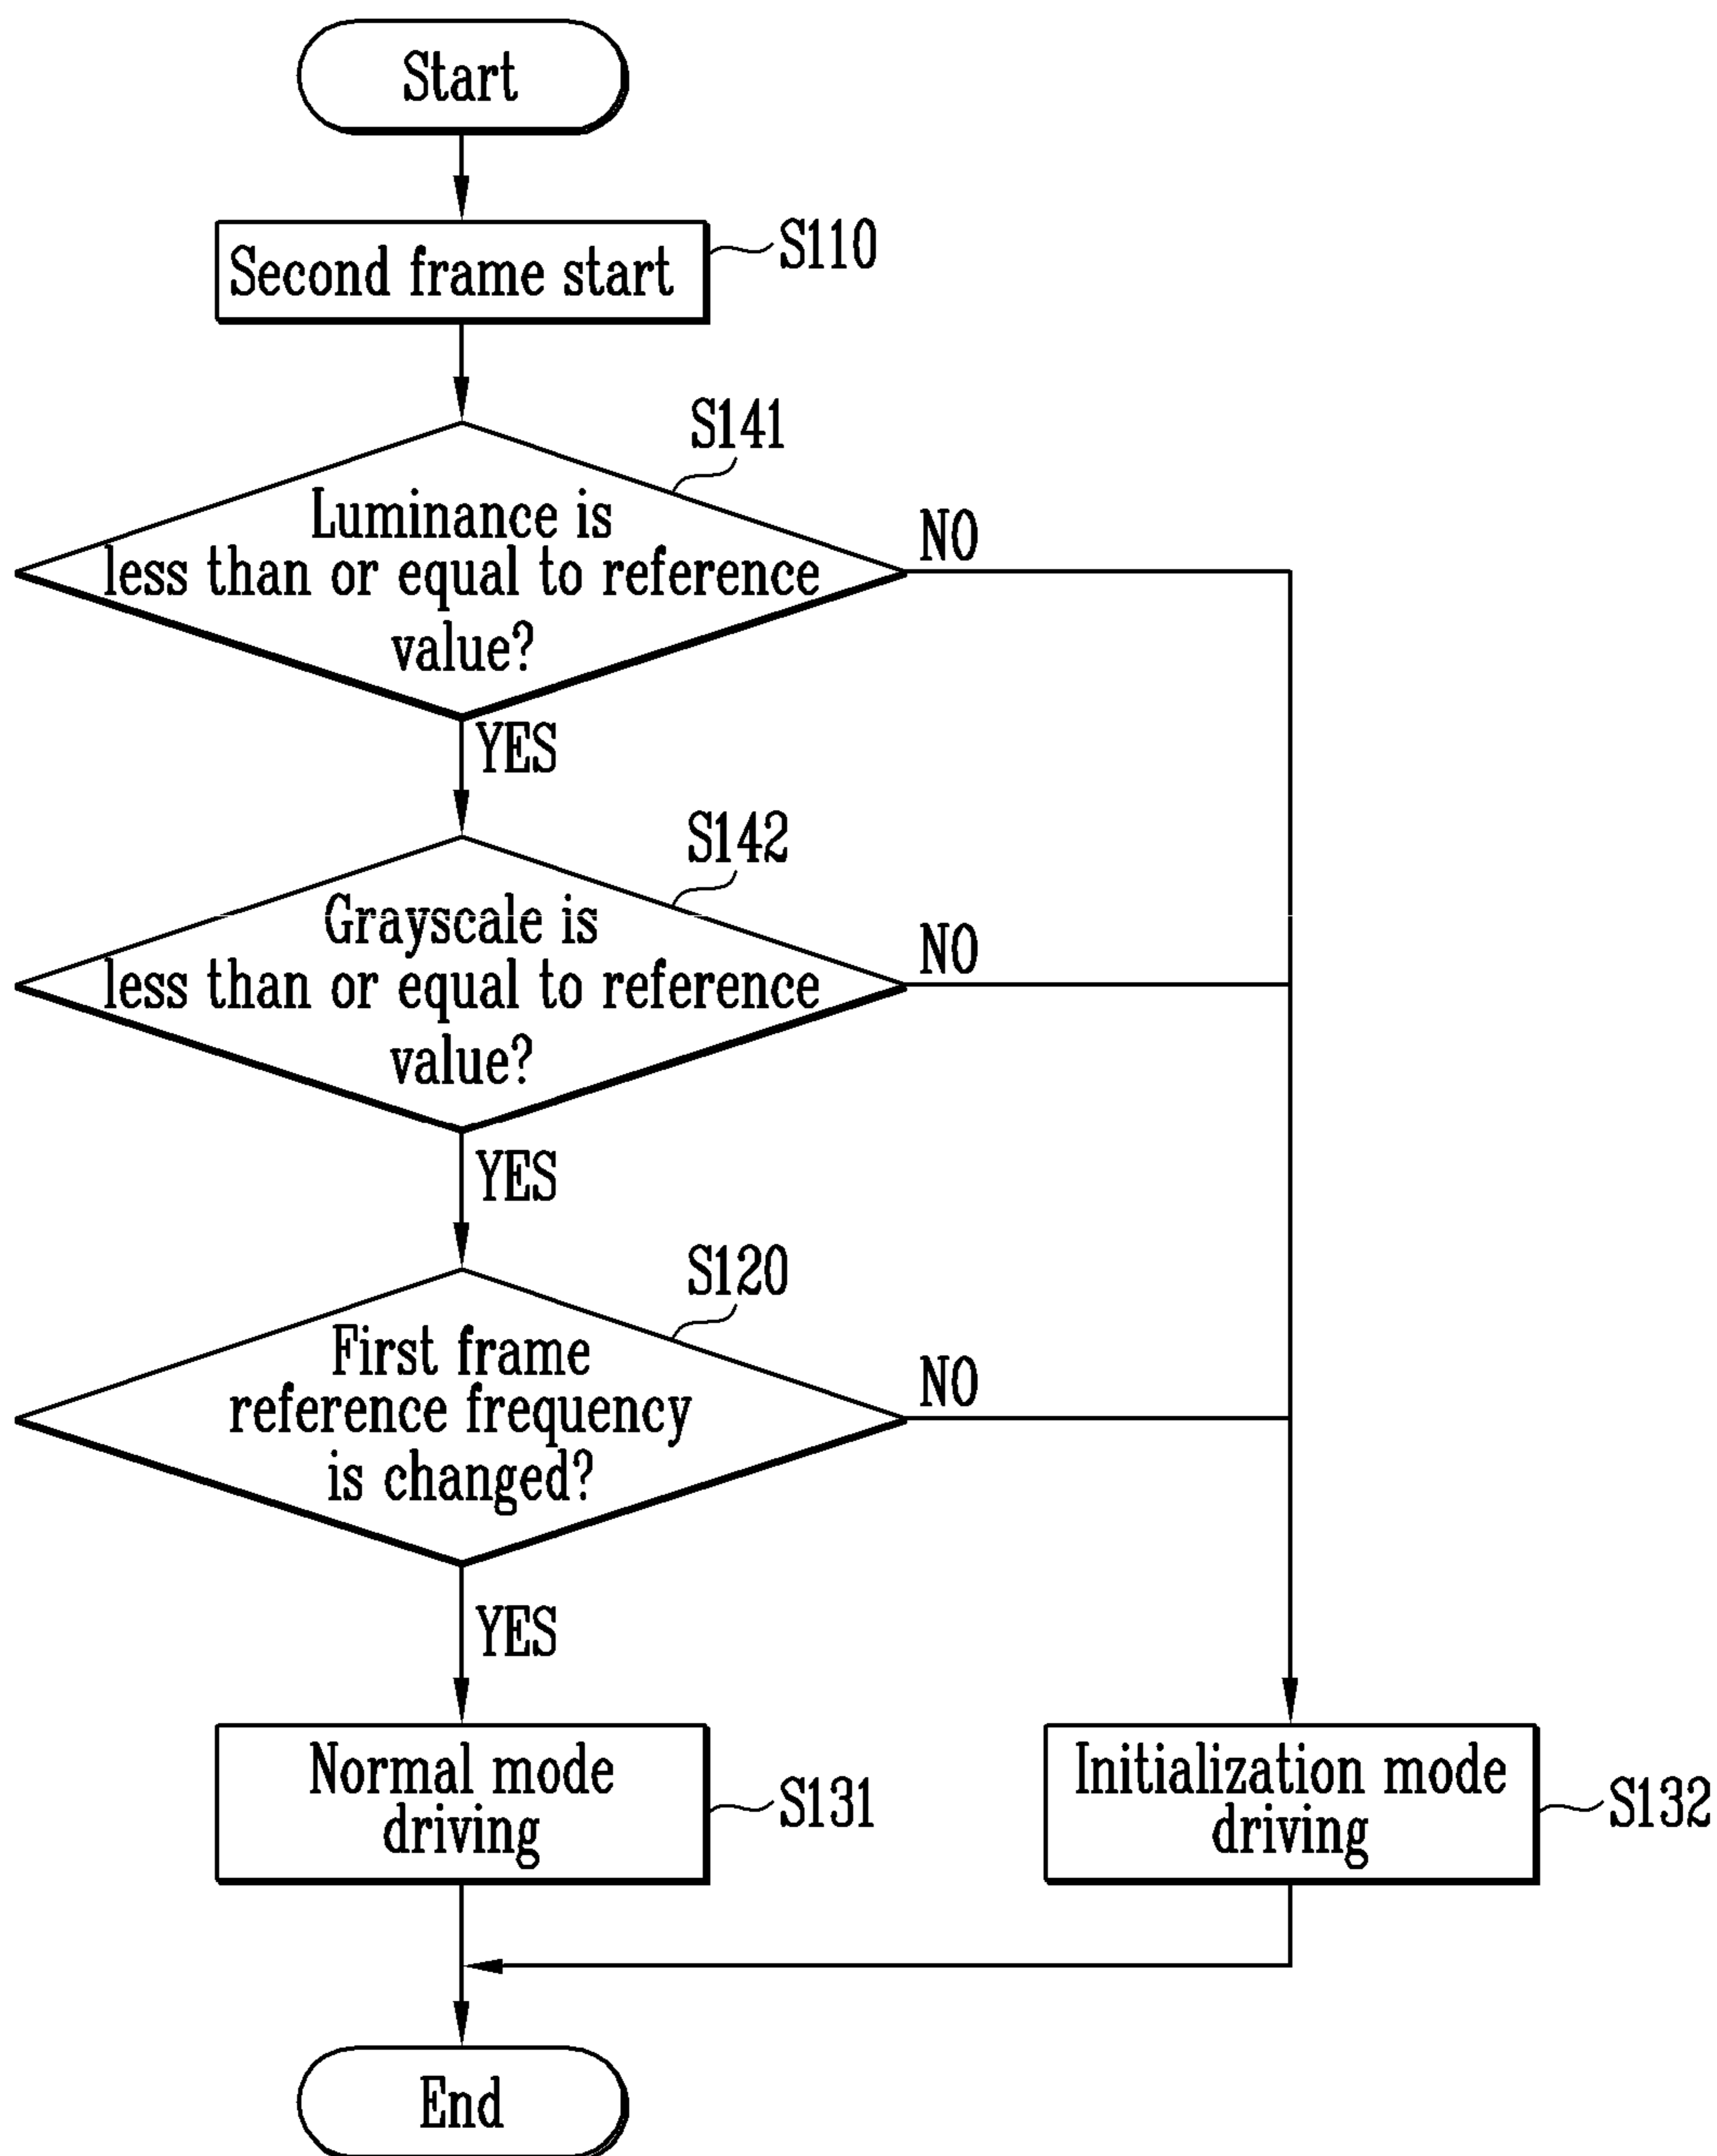 Start
Second frame start
S110
S141
Luminance is
less than or equal to reference
value?
NO
YES
S142
Grayscale is
less than or equal to reference
value?
NO
YES
S120
First frame
reference frequency
is changed?
NO
YES
Normal mode
driving
S131
Initialization mode
driving
S132
End